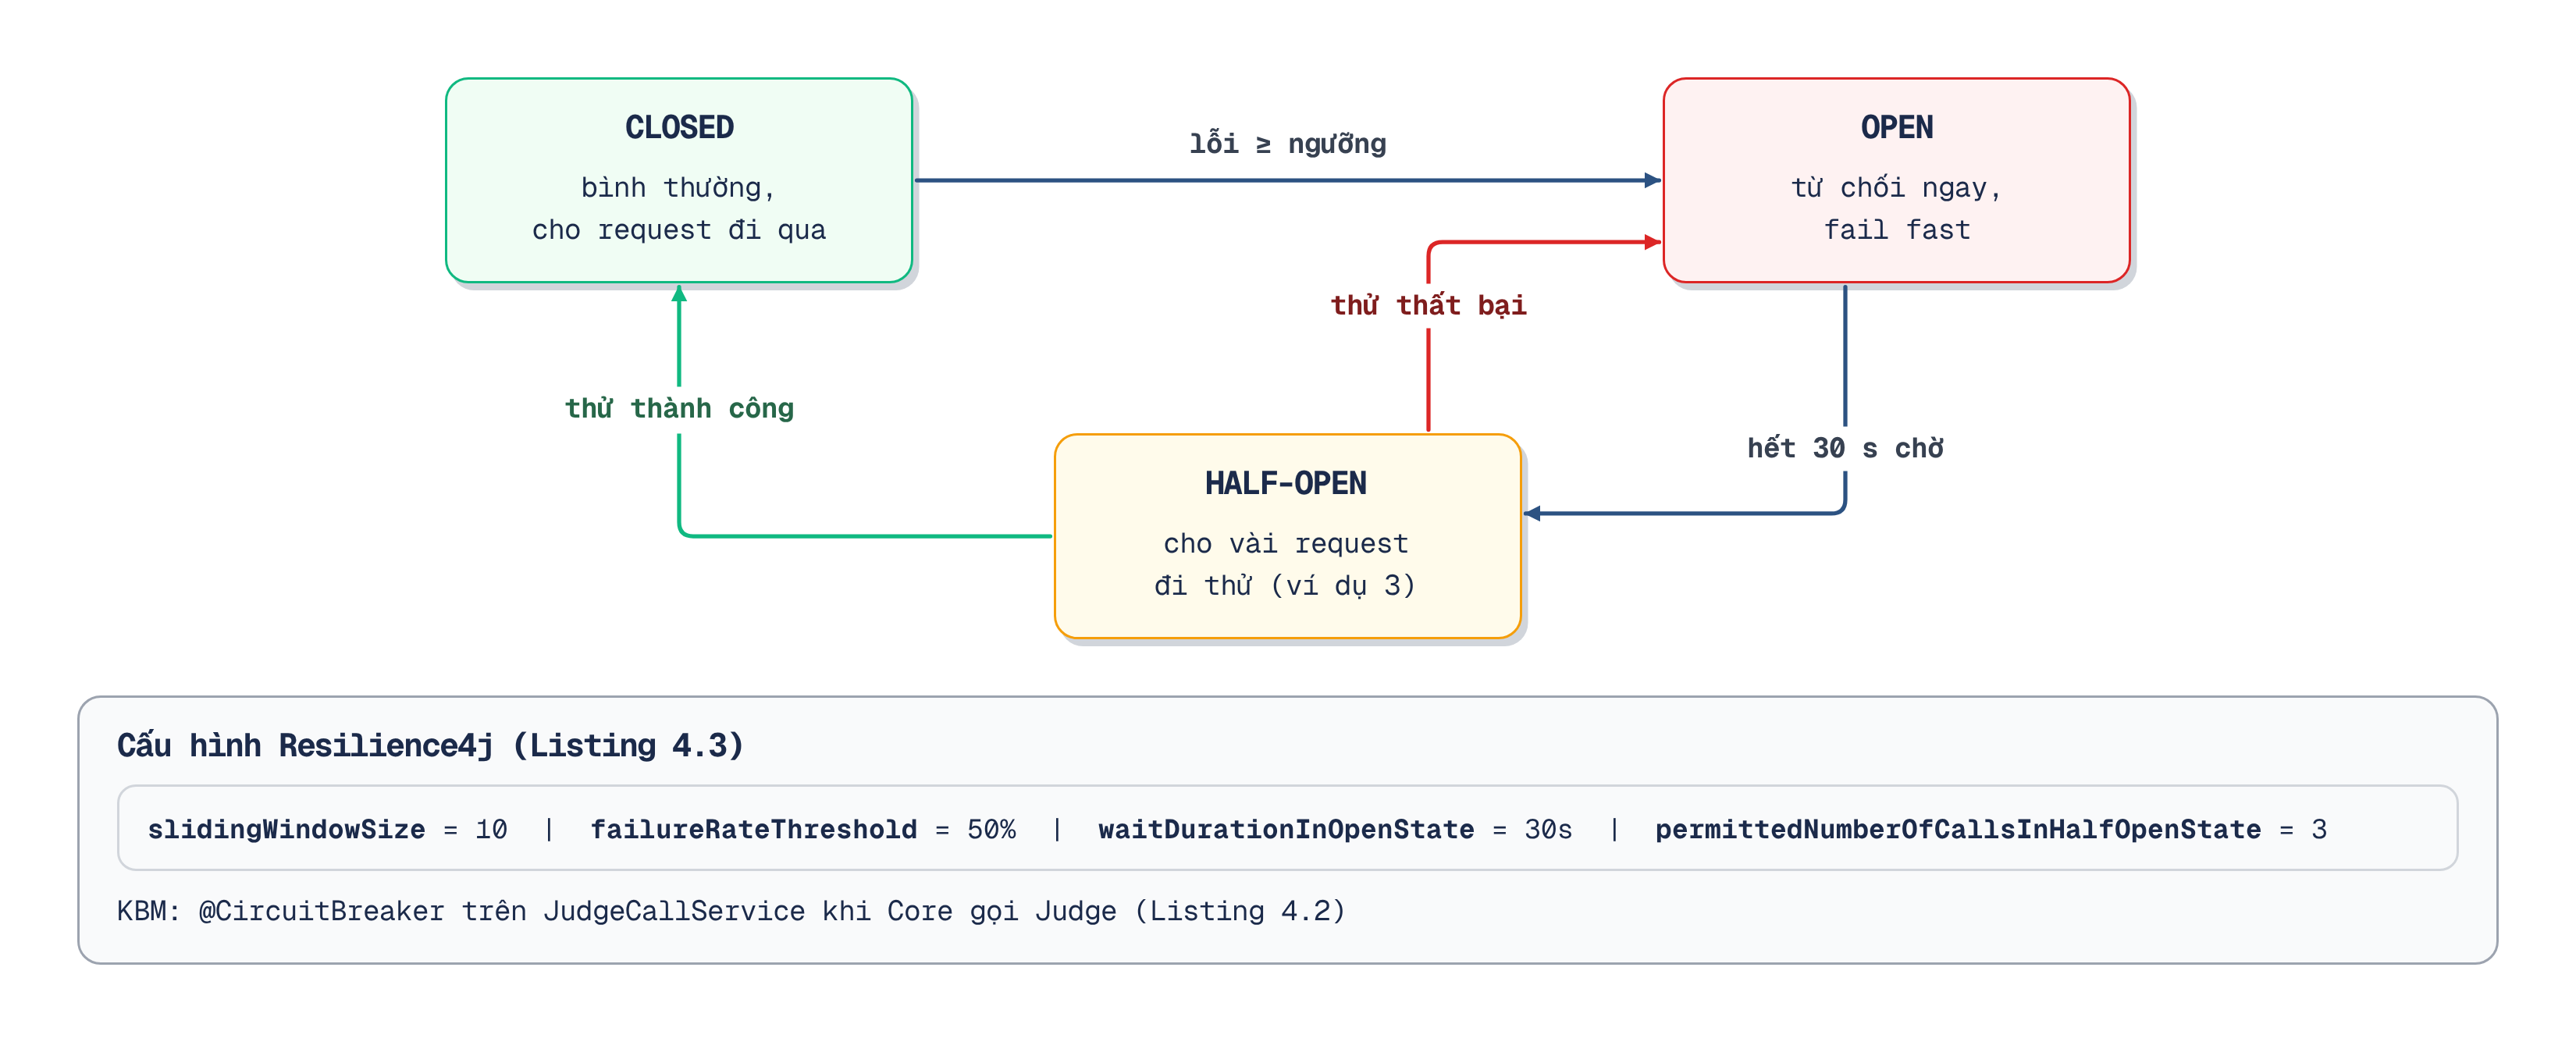 CLOSED
bình thường,
cho request đi qua
lỗi ≥ ngưỡng
OPEN
từ chối ngay,
fail fast
thử thất bại
thử thành công
hết 30 s chờ
HALF-OPEN
cho vài request
đi thử (ví dụ 3)
Cấu hình Resilience4j (Listing 4.3)
slidingWindowSize = 10 | failureRateThreshold = 50% | waitDurationInOpenState = 30s | permittedNumberOfCallsInHalfOpenState = 3
KBM: @CircuitBreaker trên JudgeCallService khi Core gọi Judge (Listing 4.2)